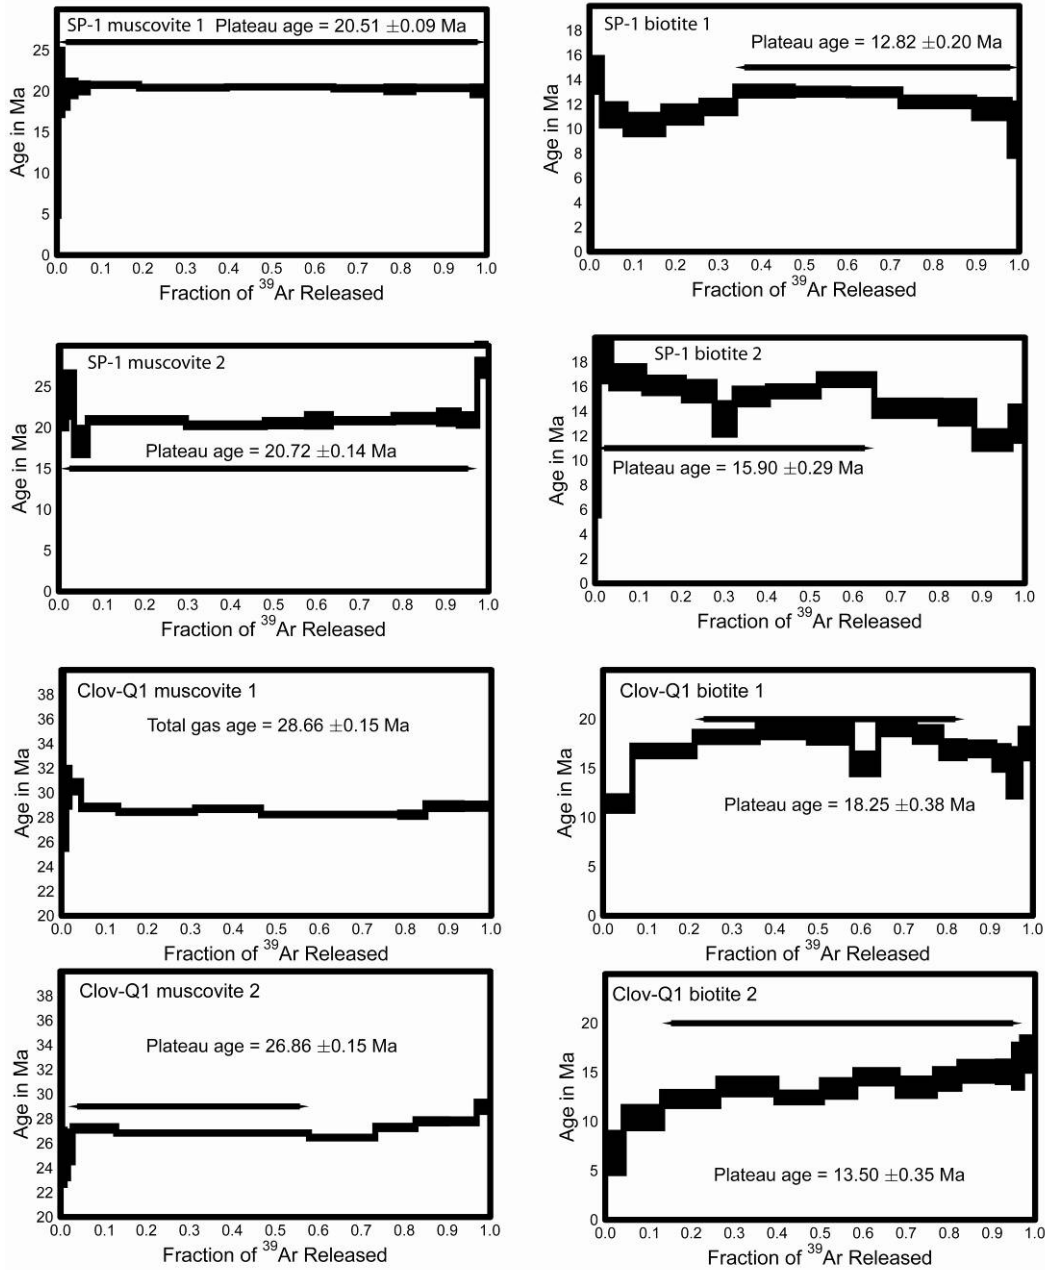 SP-1 muscovite 1 Plateau age = 20.51 ±0.09 Ma
25
20
15
10
5
0
Age in Ma
0.0 0.1 0.2 0.3 0.4 0.5 0.6 0.7 0.8 0.9 1.0
Fraction of ³⁹Ar Released
SP-1 biotite 1
Plateau age = 12.82 ±0.20 Ma
18
16
14
12
10
8
6
4
2
0
Age in Ma
0.0 0.1 0.2 0.3 0.4 0.5 0.6 0.7 0.8 0.9 1.0
Fraction of ³⁹Ar Released
SP-1 muscovite 2
Plateau age = 20.72 ±0.14 Ma
25
20
15
10
5
0
Age in Ma
0.0 0.1 0.2 0.3 0.4 0.5 0.6 0.7 0.8 0.9 1.0
Fraction of ³⁹Ar Released
SP-1 biotite 2
Plateau age = 15.90 ±0.29 Ma
18
16
14
12
10
8
6
4
2
0
Age in Ma
0.0 0.1 0.2 0.3 0.4 0.5 0.6 0.7 0.8 0.9 1.0
Fraction of ³⁹Ar Released
Clov-Q1 muscovite 1
Total gas age = 28.66 ±0.15 Ma
38
36
34
32
30
28
26
24
22
20
Age in Ma
0.0 0.1 0.2 0.3 0.4 0.5 0.6 0.7 0.8 0.9 1.0
Fraction of ³⁹Ar Released
Clov-Q1 biotite 1
Plateau age = 18.25 ±0.38 Ma
20
15
10
5
0
Age in Ma
0.0 0.1 0.2 0.3 0.4 0.5 0.6 0.7 0.8 0.9 1.0
Fraction of ³⁹Ar Released
Clov-Q1 muscovite 2
Plateau age = 26.86 ±0.15 Ma
38
36
34
32
30
28
26
24
22
20
Age in Ma
0.0 0.1 0.2 0.3 0.4 0.5 0.6 0.7 0.8 0.9 1.0
Fraction of ³⁹Ar Released
Clov-Q1 biotite 2
Plateau age = 13.50 ±0.35 Ma
20
15
10
5
0
Age in Ma
0.0 0.1 0.2 0.3 0.4 0.5 0.6 0.7 0.8 0.9 1.0
Fraction of ³⁹Ar Released